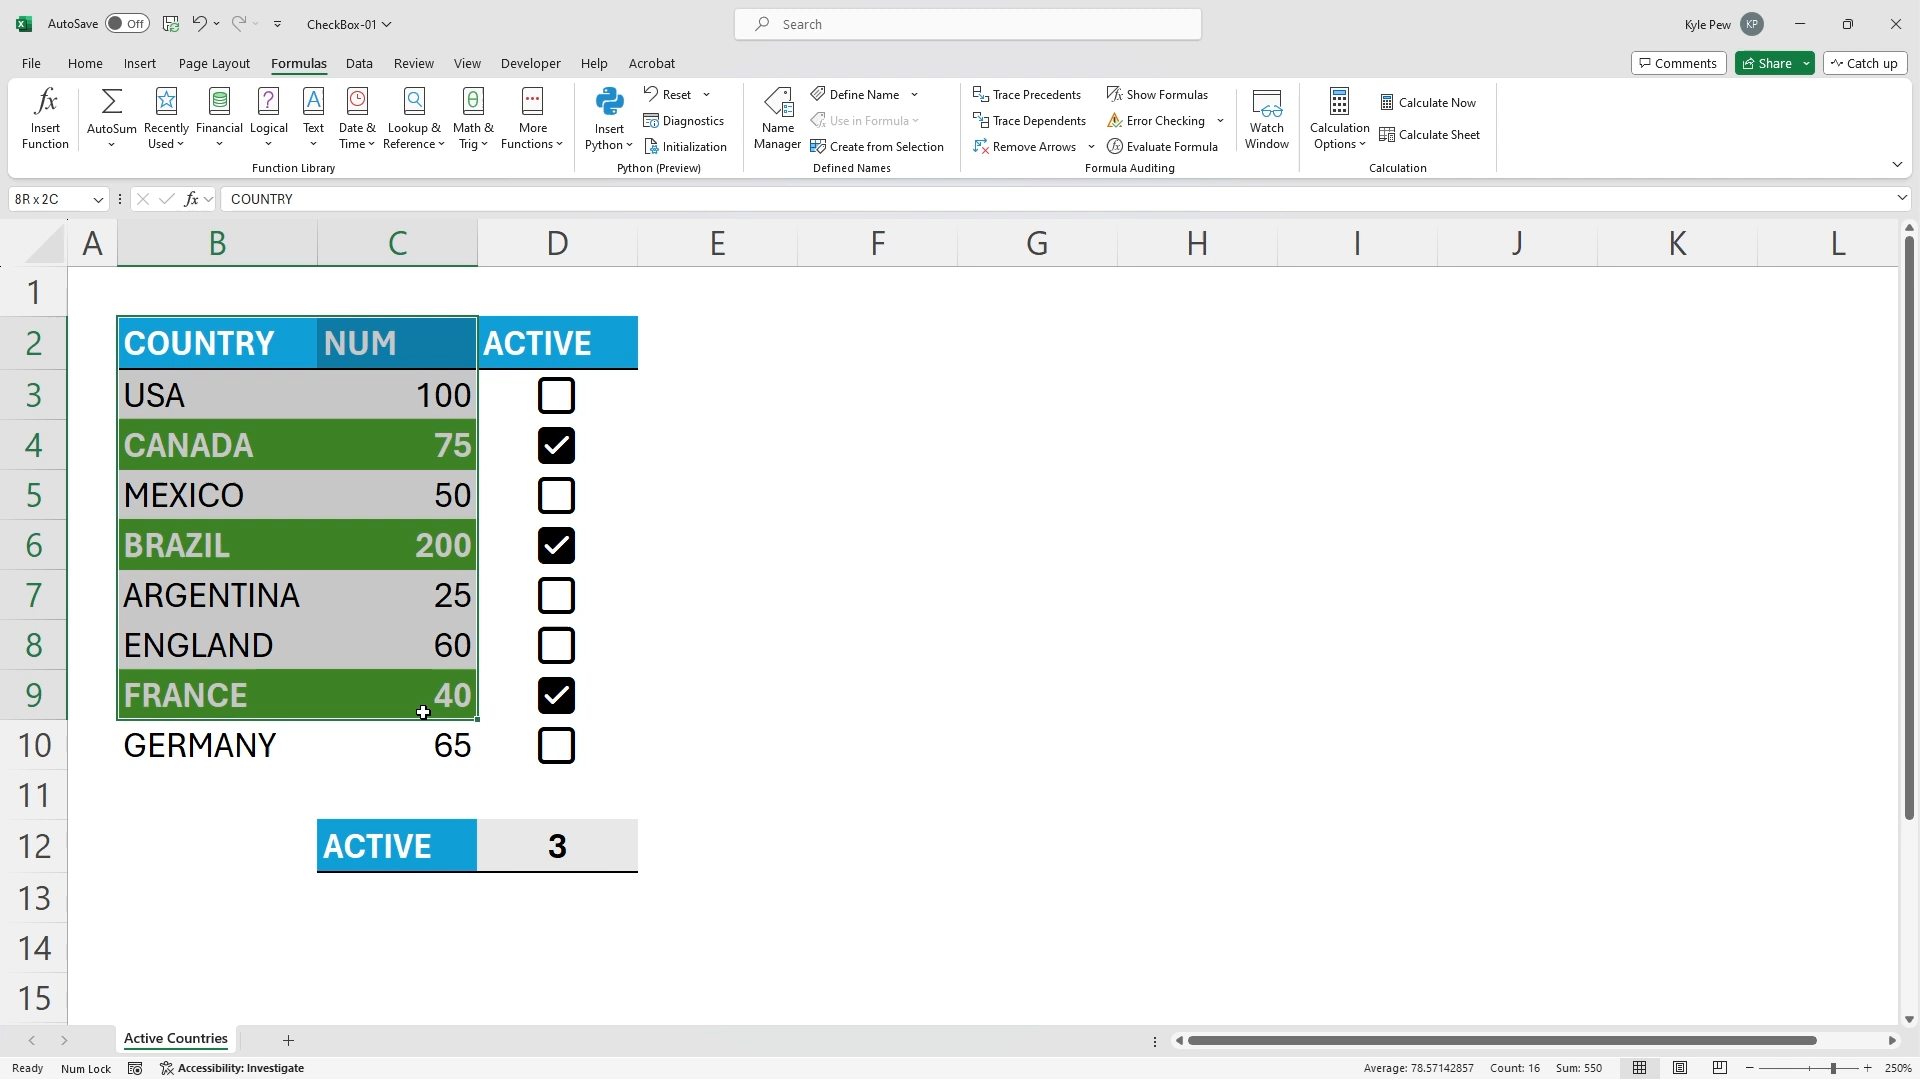 AutoSave Off CheckBox-01 Search Kyle Pew KP
File Home Insert Page Layout Formulas Data Review View Developer Help Acrobat Comments Share Catch up
Insert Function
AutoSum
Recently Used
Financial
Logical
Text
Date & Time
Lookup & Reference
Math & Trig
More Functions
Function Library
Insert Python
Reset
Diagnostics
Initialization
Python (Preview)
Name Manager
Define Name
Use in Formula
Create from Selection
Defined Names
Trace Precedents
Trace Dependents
Remove Arrows
Show Formulas
Error Checking
Evaluate Formula
Formula Auditing
Watch Window
Calculation Options
Calculate Now
Calculate Sheet
Calculation
8R x 2C fx COUNTRY
A B C D E F G H I J K L
1
2 COUNTRY NUM ACTIVE
3 USA 100
4 CANADA 75
5 MEXICO 50
6 BRAZIL 200
7 ARGENTINA 25
8 ENGLAND 60
9 FRANCE 40
10 GERMANY 65
11
12 ACTIVE 3
13
14
15
Active Countries
Ready Num Lock Accessibility: Investigate Average: 78.57142857 Count: 16 Sum: 550 250%